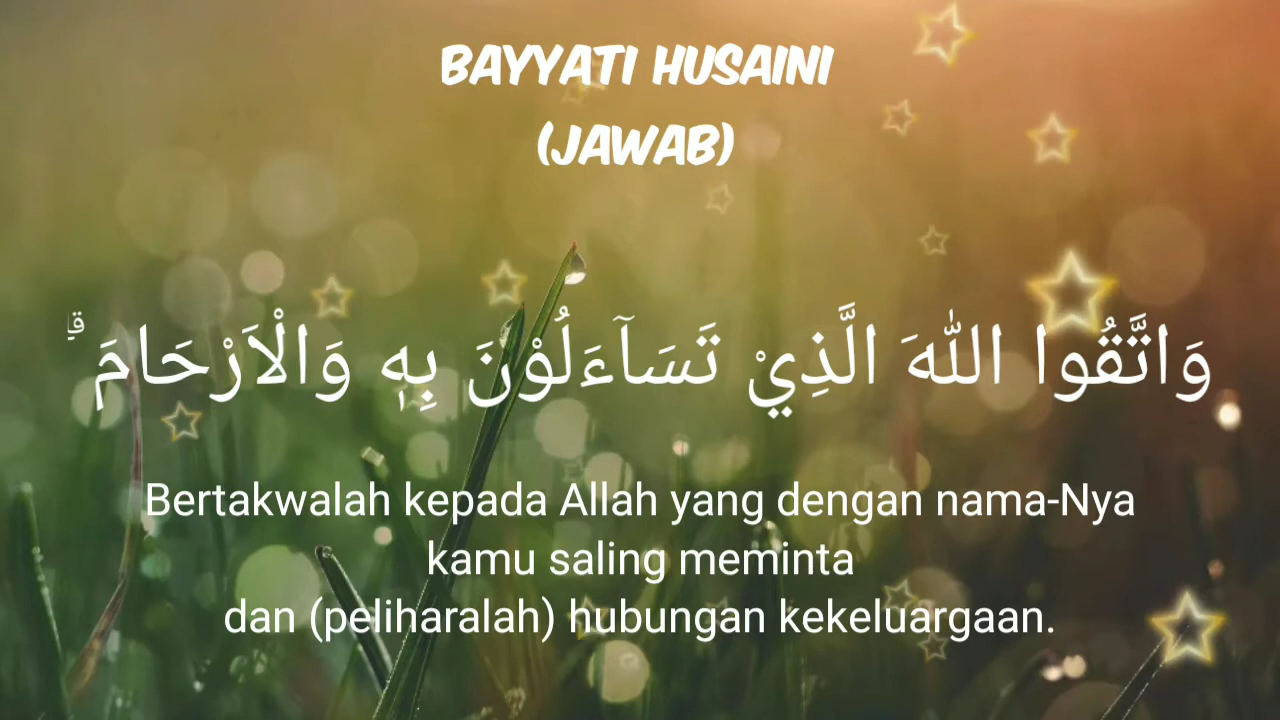 BAYYATI HUSAINI
(JAWAB)
وَاتَّقُوا اللّٰهَ الَّذِيْ تَسَاۤءَلُوْنَ بِهٖ وَالْاَرْحَامَ ۗ
Bertakwalah kepada Allah yang dengan nama-Nya
kamu saling meminta
dan (peliharalah) hubungan kekeluargaan.